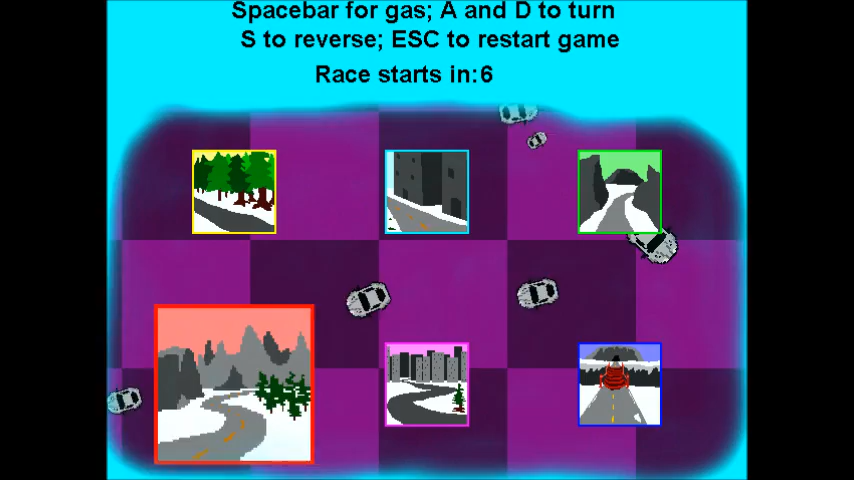 Spacebar for gas; A and D to turn
S to reverse; ESC to restart game
Race starts in:6